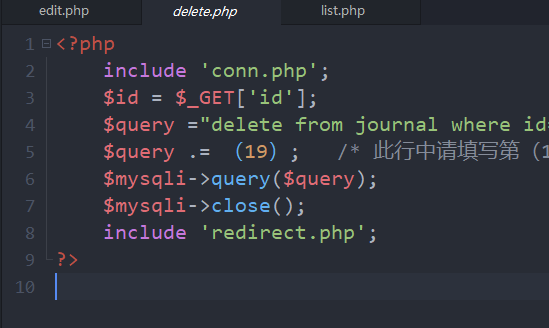 edit.php delete.php list.php
1 <?php
2 include 'conn.php';
3 $id = $_GET['id'];
4 $query ="delete from journal where id=
5 $query .= （19）; /* 此行中请填写第（1
6 $mysqli->query($query);
7 $mysqli->close();
8 include 'redirect.php';
9 ?>
10